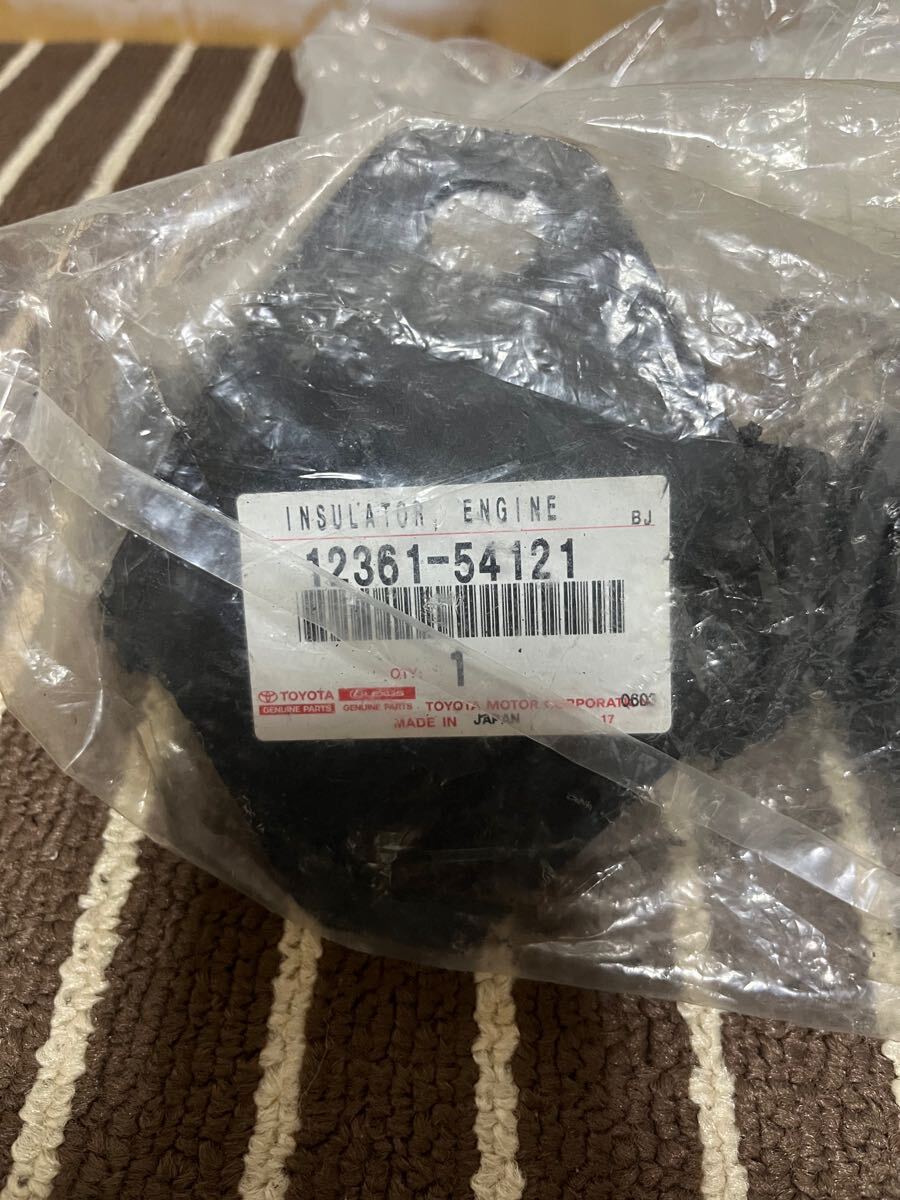 INSULATOR, ENGINE BJ
12361-54121
QTY. 1
TOYOTA LEXUS
GENUINE PARTS GENUINE PARTS TOYOTA MOTOR CORPORATION 0603
MADE IN JAPAN 17